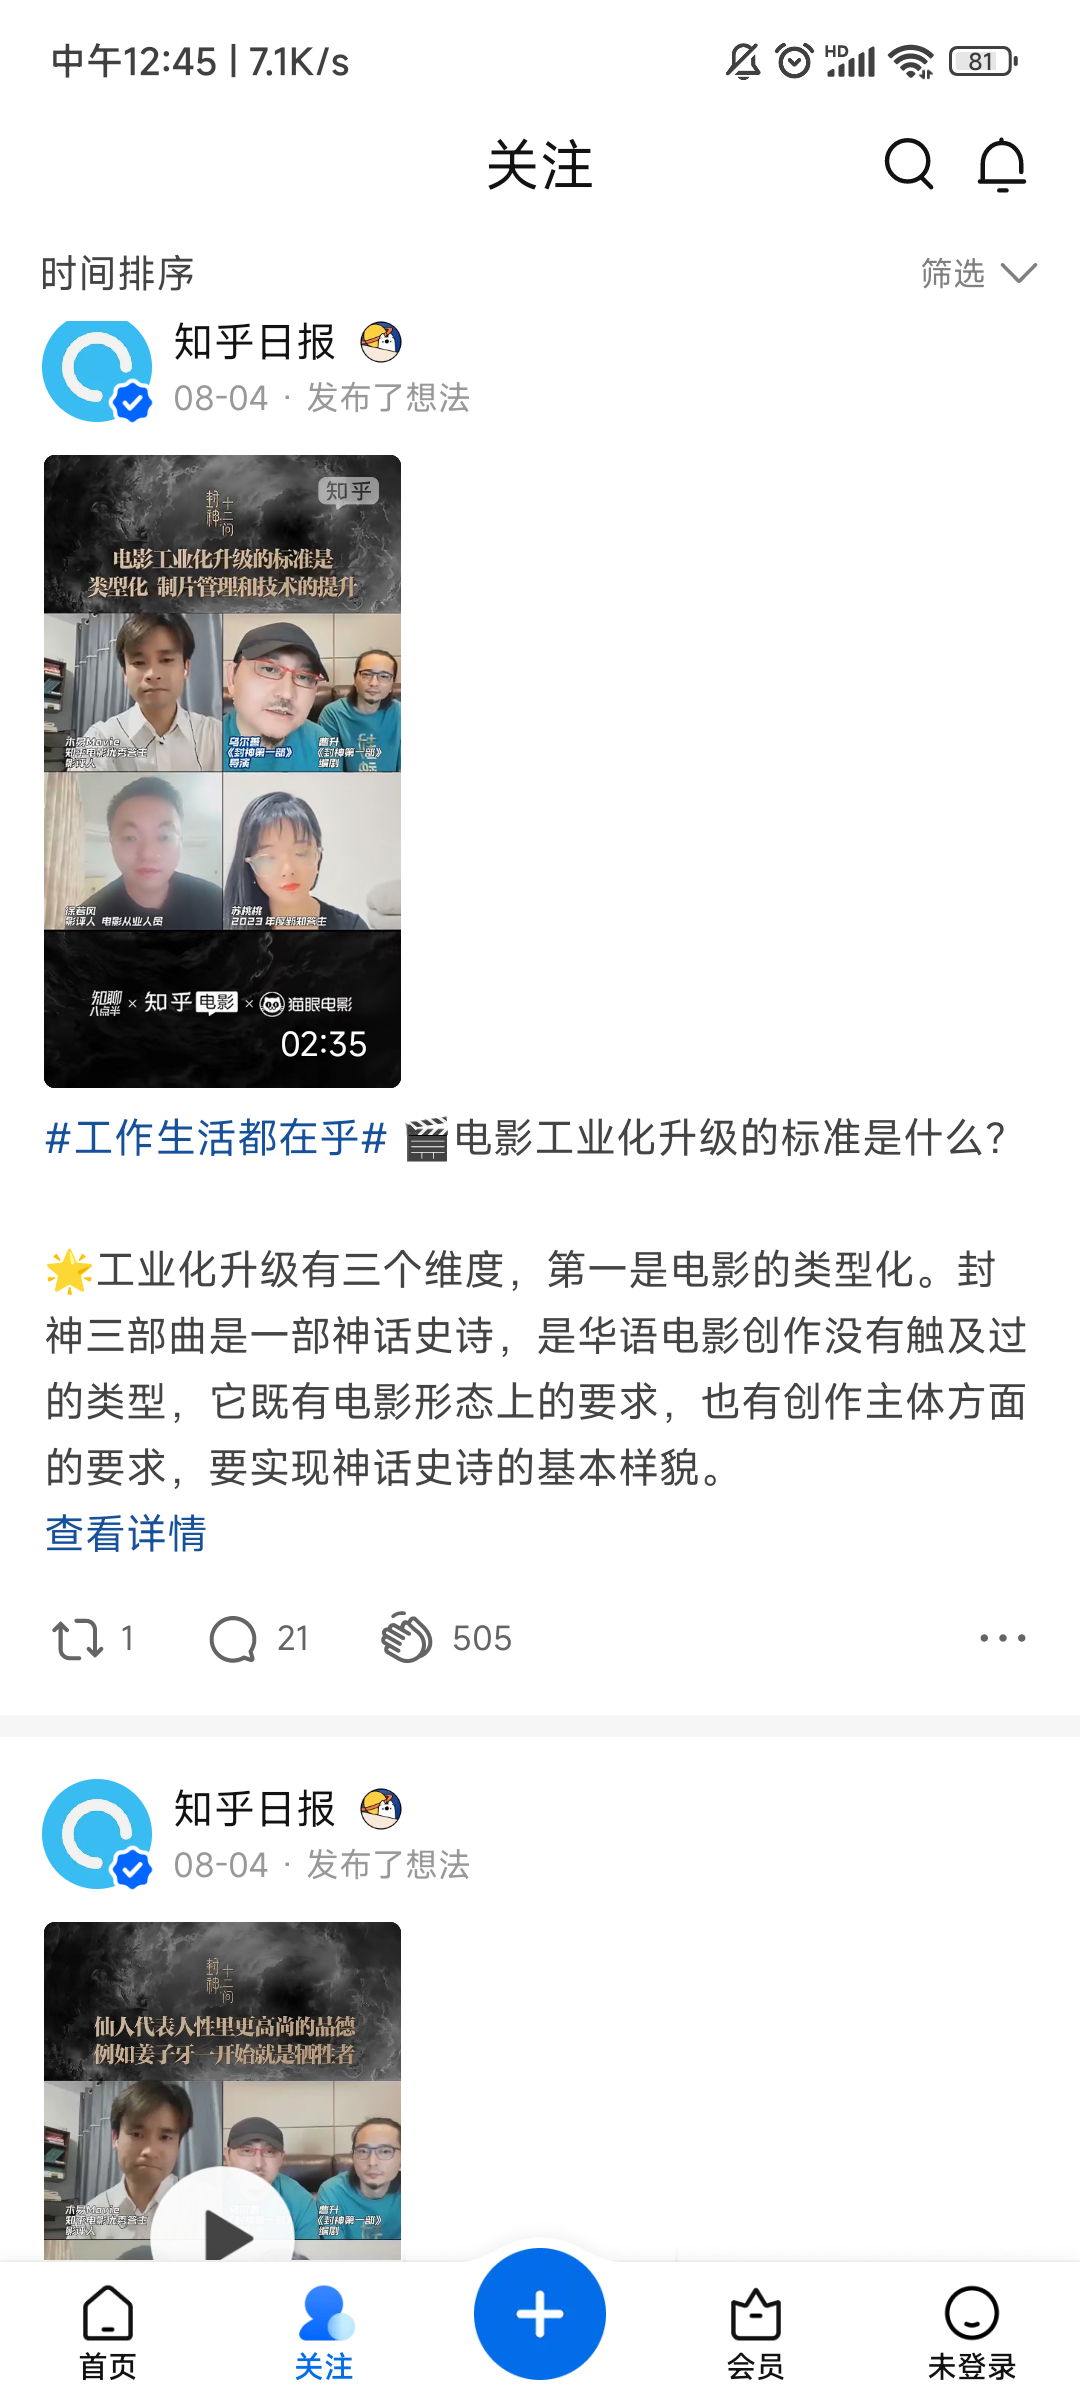 中午12:45 | 7.1K/s
HD
81
关注
时间排序
筛选
知乎日报
08-04 · 发布了想法
知乎
封神
十二问
电影工业化升级的标准是
类型化 制片管理和技术的提升
木易Movie
知乎电影优秀答主
影评人
乌尔善
《封神第一部》
导演
曹升
《封神第一部》
编剧
徐若风
影评人 电影从业人员
苏桃桃
2023 年度新知答主
知聊
八点半
× 知乎电影 × 猫眼电影
02:35
#工作生活都在乎# 🎬电影工业化升级的标准是什么？
🌟工业化升级有三个维度，第一是电影的类型化。封
神三部曲是一部神话史诗，是华语电影创作没有触及过
的类型，它既有电影形态上的要求，也有创作主体方面
的要求，要实现神话史诗的基本样貌。
查看详情
1
21
505
知乎日报
08-04 · 发布了想法
封神
十二问
仙人代表人性里更高尚的品德
例如姜子牙一开始就是牺牲者
木易Movie
知乎电影优秀答主
影评人
曹升
《封神第一部》
编剧
首页
关注
会员
未登录